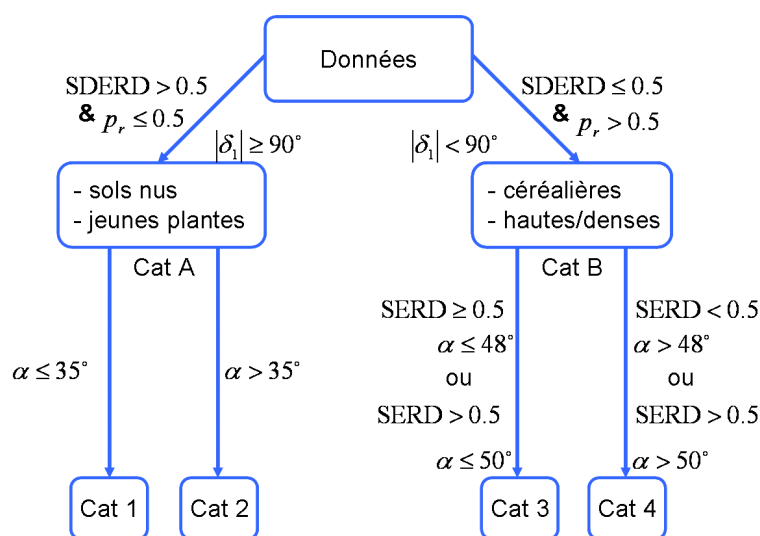 Données
SDERD > 0.5
& p_r ≤ 0.5
|δ₁| ≥ 90°
SDERD ≤ 0.5
& p_r > 0.5
|δ₁| < 90°
- sols nus
- jeunes plantes
Cat A
- céréalières
- hautes/denses
Cat B
α ≤ 35°
α > 35°
SERD ≥ 0.5
α ≤ 48°
ou
SERD > 0.5
α ≤ 50°
SERD < 0.5
α > 48°
ou
SERD > 0.5
α > 50°
Cat 1
Cat 2
Cat 3
Cat 4